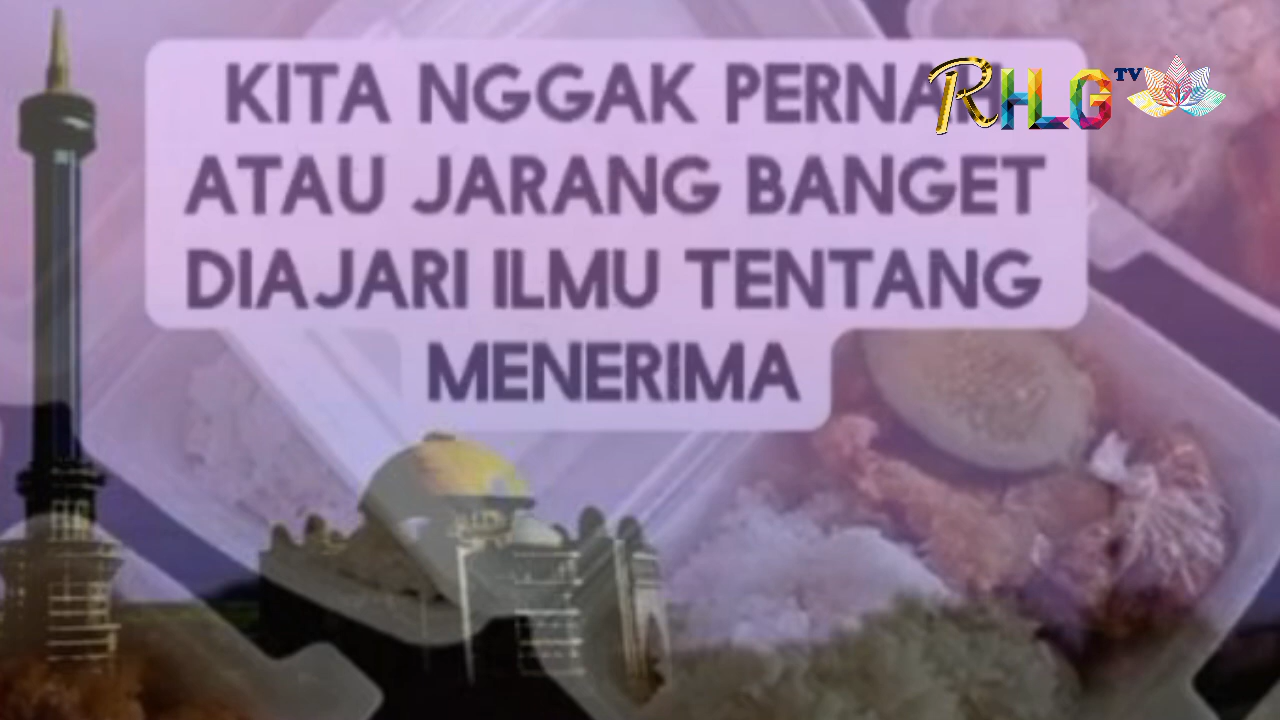 KITA NGGAK PERNAH
ATAU JARANG BANGET
DIAJARI ILMU TENTANG
MENERIMA
RHLG TV